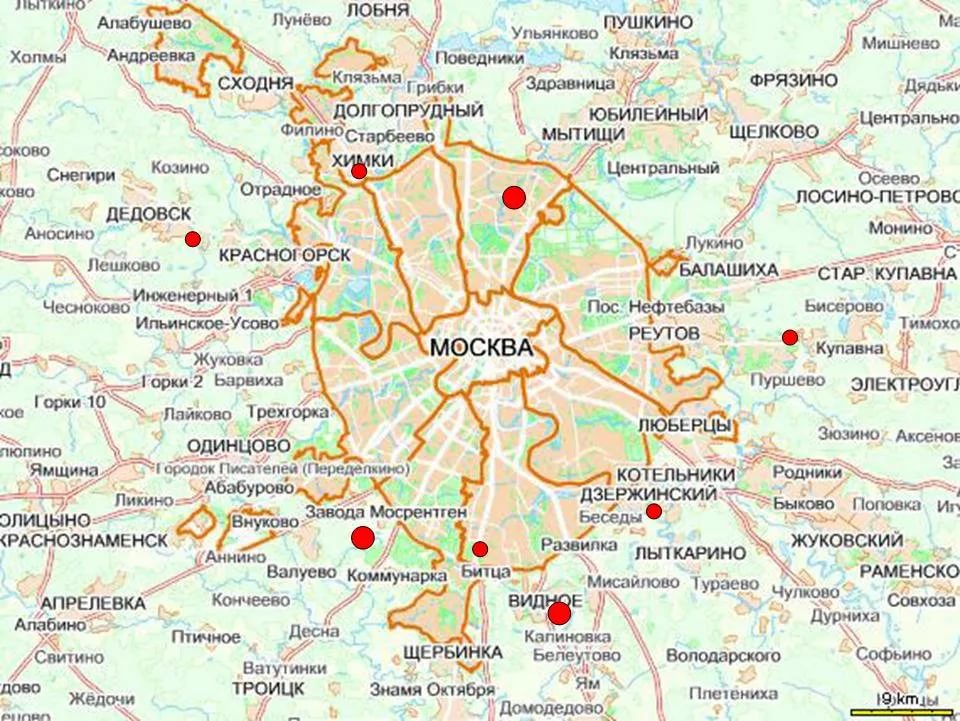 ЛЫТКИНО
Алабушево
Лунёво
ЛОБНЯ
ПУШКИНО
Ульянково
Клязьма
Мишнево
Холмы
Андреевка
Поведники
СХОДНЯ
Клязьма
Грибки
Здравница
ФРЯЗИНО
ДОЛГОПРУДНЫЙ
ЮБИЛЕЙНЫЙ
Филино
Старбеево
МЫТИЩИ
ЩЕЛКОВО
Центрально
ХИМКИ
Козино
Снегири
Центральный
Осеево
Отрадное
ЛОСИНО-ПЕТРОВС
ДЕДОВСК
Аносино
Монино
КРАСНОГОРСК
Лукино
Лешково
БАЛАШИХА
СТАР. КУПАВНА
Инженерный 1
Чесноково
Пос. Нефтебазы
Бисерово
Ильинское-Усово
РЕУТОВ
Тимохо
МОСКВА
Купавна
Жуковка
Горки 2
Барвиха
Пуршево
ЭЛЕКТРОУГЛ
Горки 10
Лайково
Трехгорка
ЛЮБЕРЦЫ
Зюзино
Аксенов
ОДИНЦОВО
Ямщина
Городок Писателей (Переделкино)
КОТЕЛЬНИКИ
Родники
Абабурово
ДЗЕРЖИНСКИЙ
Ликино
Быково
Поповка
Завода Мосрентген
Беседы
ОЛИЦЫНО
Внуково
КРАСНОЗНАМЕНСК
Развилка
ЖУКОВСКИЙ
Аннино
ЛЫТКАРИНО
Валуево
Коммунарка
Битца
РАМЕНСКО
Мисайлово
Тураево
Чулково
АПРЕЛЕВКА
Кончеево
ВИДНОЕ
Совхоза
Дурниха
Алабино
Птичное
Десна
Калиновка
ЩЕРБИНКА
Белеутово
Володарского
Софьино
Свитино
Ватутинки
Ям
ТРОИЦК
Знамя Октября
Жёдочи
Плетёниха
Домодедово
9 km